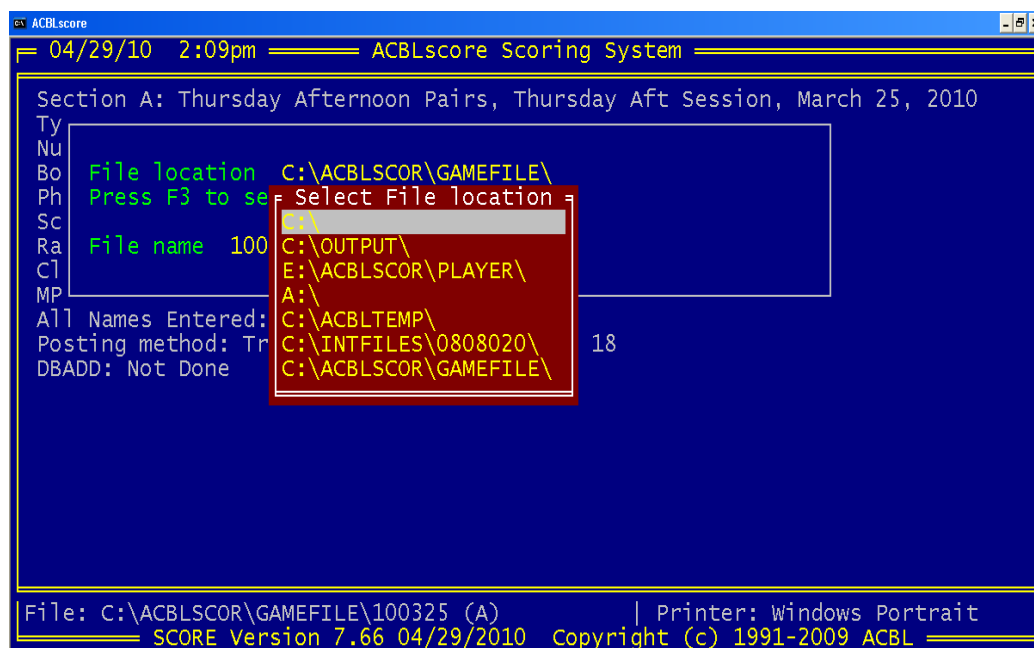 ACBLscore
04/29/10 2:09pm ACBLscore Scoring System
Section A: Thursday Afternoon Pairs, Thursday Aft Session, March 25, 2010
Ty
Nu
Bo File location C:\ACBLSCOR\GAMEFILE\
Ph Press F3 to se Select File location
Sc C:\
Ra File name 100 C:\OUTPUT\
Cl E:\ACBLSCOR\PLAYER\
MP A:\
All Names Entered: C:\ACBLTEMP\
Posting method: Tr C:\INTFILES\0808020\ 18
DBADD: Not Done C:\ACBLSCOR\GAMEFILE\
File: C:\ACBLSCOR\GAMEFILE\100325 (A) | Printer: Windows Portrait
SCORE Version 7.66 04/29/2010 Copyright (c) 1991-2009 ACBL